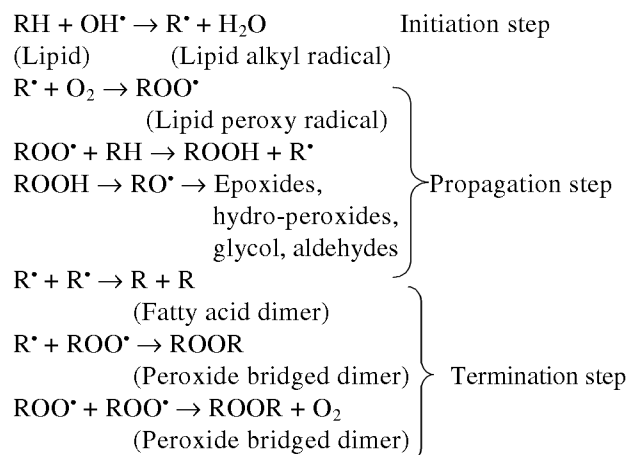 RH + OH• → R• + H₂O Initiation step
(Lipid) (Lipid alkyl radical)
R• + O₂ → ROO•
(Lipid peroxy radical)
ROO• + RH → ROOH + R•
ROOH → RO• → Epoxides, Propagation step
hydro-peroxides,
glycol, aldehydes
R• + R• → R + R
(Fatty acid dimer)
R• + ROO• → ROOR
(Peroxide bridged dimer) Termination step
ROO• + ROO• → ROOR + O₂
(Peroxide bridged dimer)